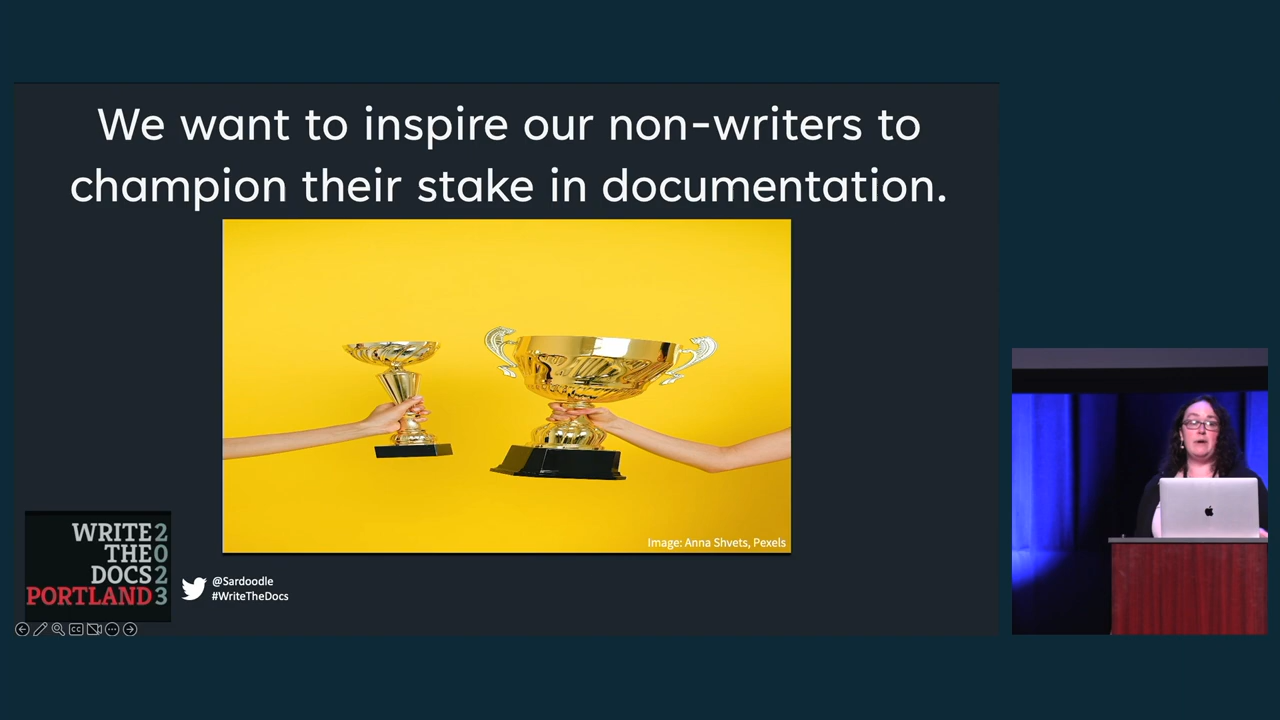 We want to inspire our non-writers to
champion their stake in documentation.
Image: Anna Shvets, Pexels
WRITE 2
THE 0
DOCS 2
PORTLAND 3
@Sardoodle
#WriteTheDocs
CC